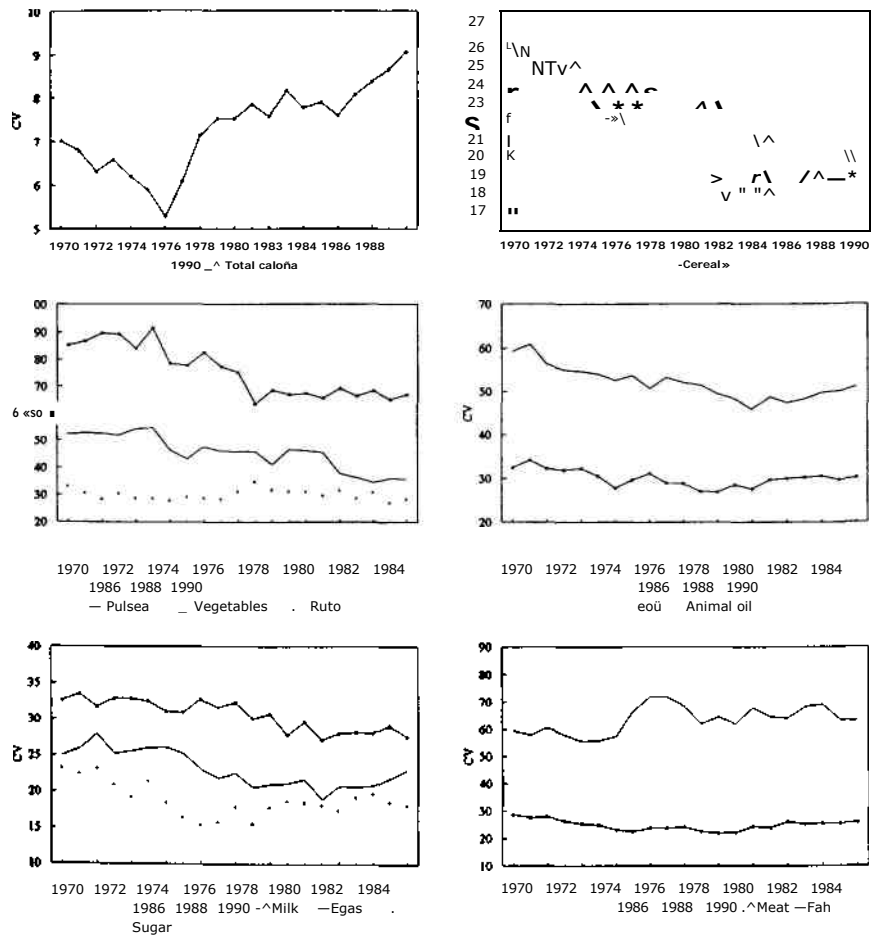 10
9
8
7
6
5
CV
1970 1972 1974 1976 1978 1980 1983 1984 1986 1988
1990 _^ Total caloña
27
26
25
24
23
22
21
20
19
18
17
1970 1972 1974 1976 1978 1980 1982 1984 1986 1988 1990
-Cereal»
00
90
80
70
6 «so
50
40
30
20
1970 1972 1974 1976 1978 1980 1982 1984
1986 1988 1990
— Pulsea _ Vegetables . Ruto
70
60
50
40
30
20
CV
1970 1972 1974 1976 1978 1980 1982 1984
1986 1988 1990
eoü Animal oil
40
35
30
25
20
15
10
CV
1970 1972 1974 1976 1978 1980 1982 1984
1986 1988 1990 -^Milk —Egas .
Sugar
90
80
70
60
50
40
30
20
10
CV
1970 1972 1974 1976 1978 1980 1982 1984
1986 1988 1990 .^Meat —Fah